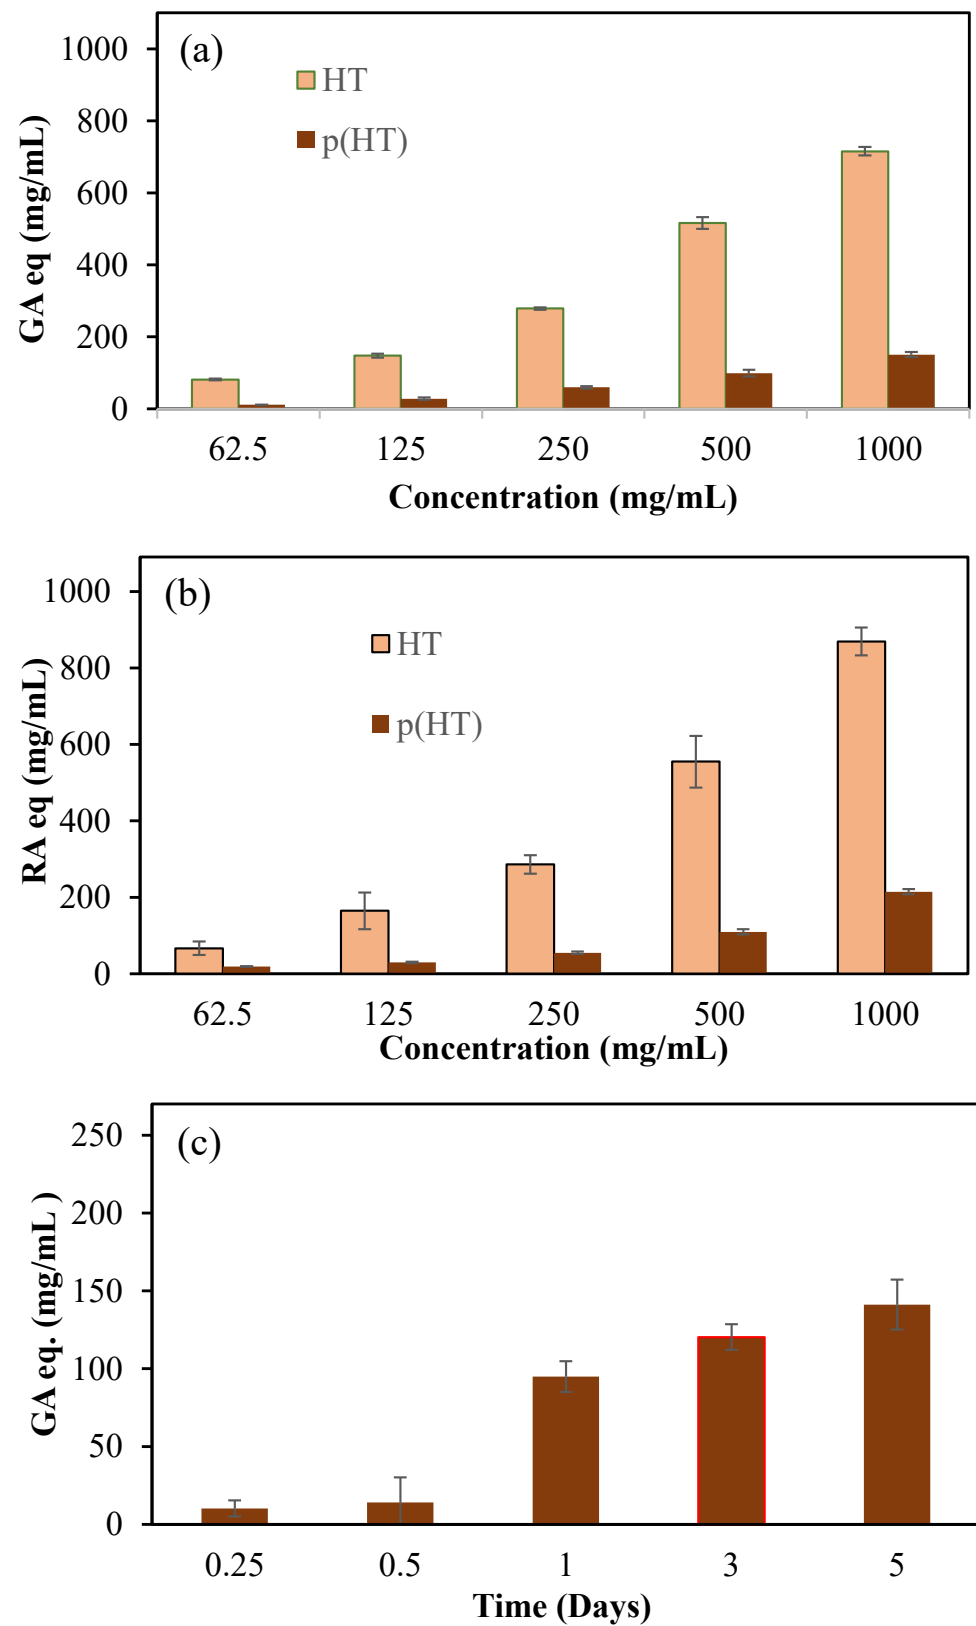 (a)
HT
p(HT)
GA eq (mg/mL)
1000
800
600
400
200
0
62.5 125 250 500 1000
Concentration (mg/mL)
(b)
HT
p(HT)
RA eq (mg/mL)
1000
800
600
400
200
0
62.5 125 250 500 1000
Concentration (mg/mL)
(c)
GA eq. (mg/mL )
250
200
150
100
50
0
0.25 0.5 1 3 5
Time (Days)